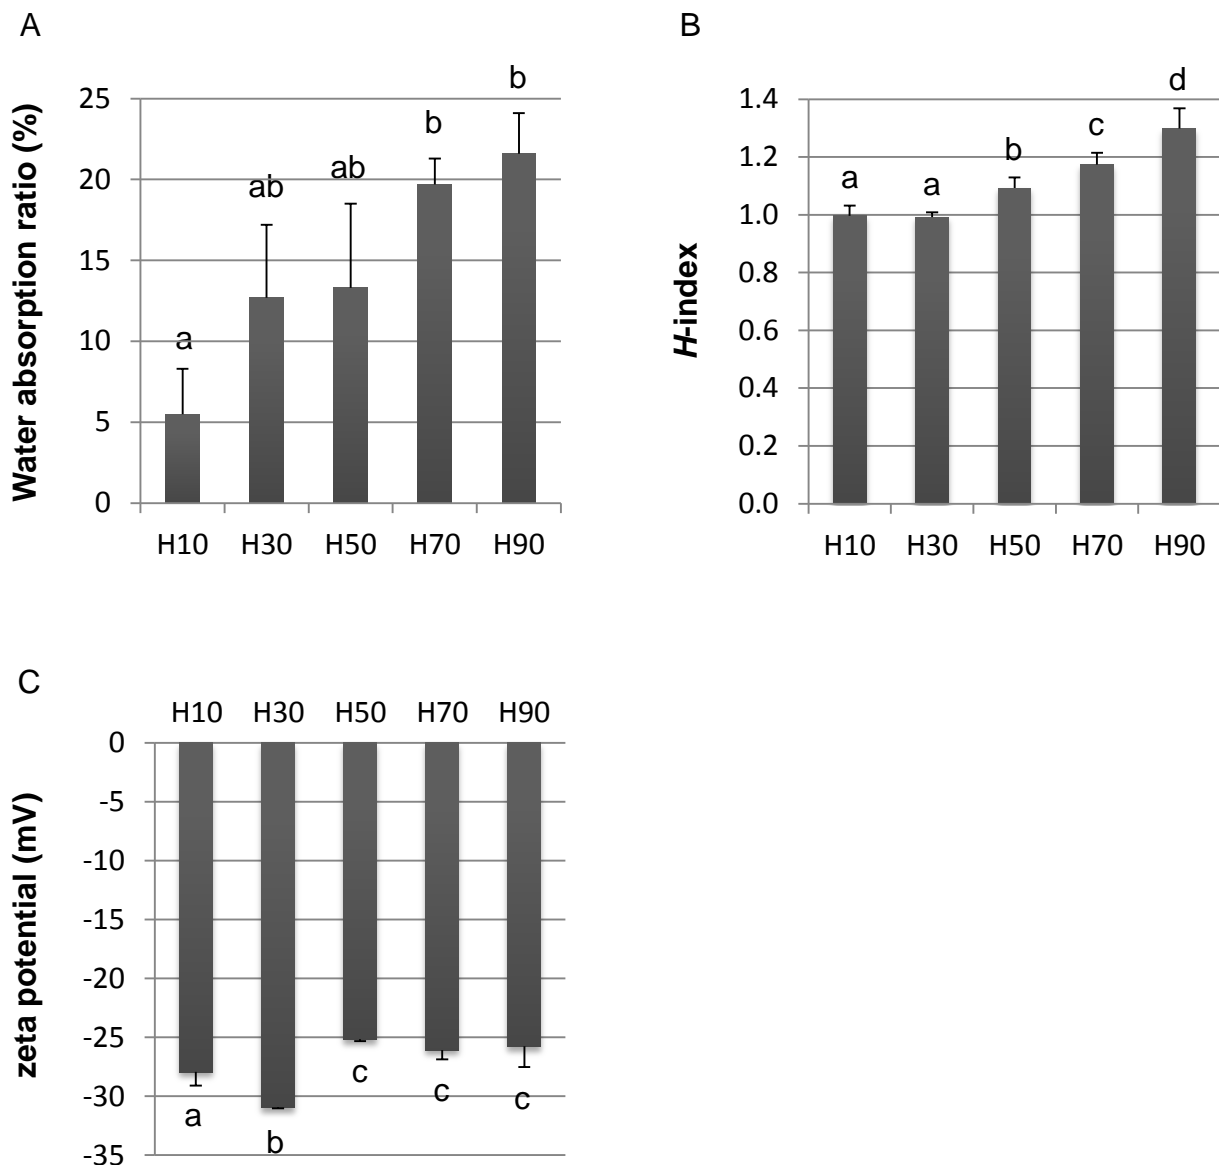 A
Water absorption ratio (%)
25
20
15
10
5
0
a
ab
ab
b
b
H10 H30 H50 H70 H90
B
H-index
1.4
1.2
1.0
0.8
0.6
0.4
0.2
0.0
a
a
b
c
d
H10 H30 H50 H70 H90
C
H10 H30 H50 H70 H90
zeta potential (mV)
0
-5
-10
-15
-20
-25
-30
-35
a
b
c
c
c